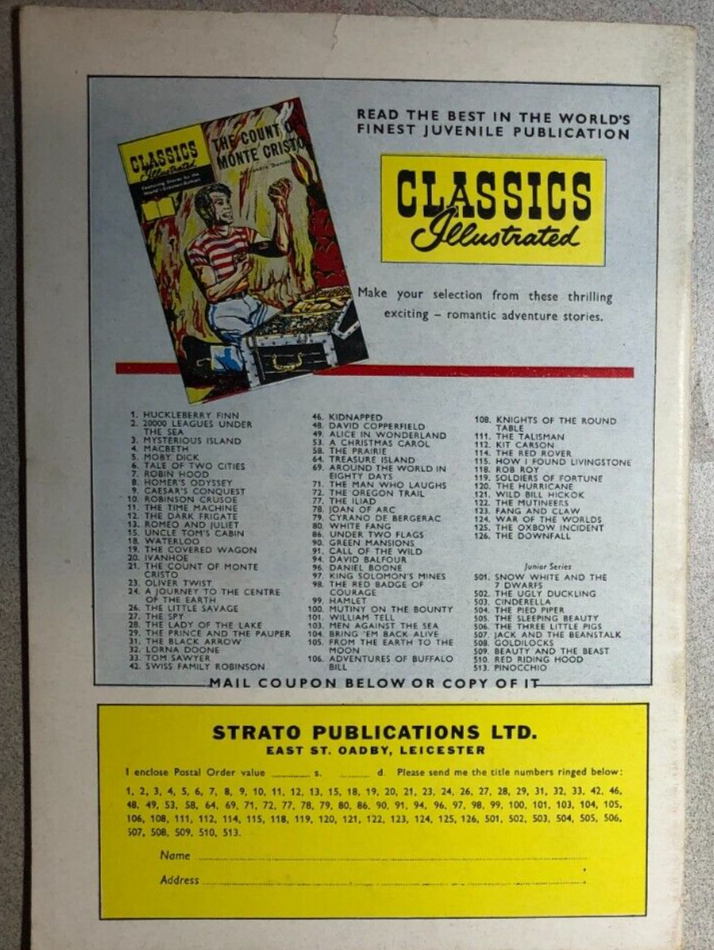 READ THE BEST IN THE WORLD'S
FINEST JUVENILE PUBLICATION
CLASSICS
Illustrated
Featuring Stories by the
World's Greatest Authors
THE COUNT O
MONTE CRISTO
CLASSICS
Illustrated
Make your selection from these thrilling
exciting – romantic adventure stories.
1. HUCKLEBERRY FINN
2. 20000 LEAGUES UNDER
THE SEA
3. MYSTERIOUS ISLAND
4. MACBETH
5. MOBY DICK
6. TALE OF TWO CITIES
7. ROBIN HOOD
8. HOMER'S ODYSSEY
9. CAESAR'S CONQUEST
10. ROBINSON CRUSOE
11. THE TIME MACHINE
12. THE DARK FRIGATE
13. ROMEO AND JULIET
15. UNCLE TOM'S CABIN
18. WATERLOO
19. THE COVERED WAGON
20. IVANHOE
21. THE COUNT OF MONTE
CRISTO
23. OLIVER TWIST
24. A JOURNEY TO THE CENTRE
OF THE EARTH
26. THE LITTLE SAVAGE
27. THE SPY
28. THE LADY OF THE LAKE
29. THE PRINCE AND THE PAUPER
31. THE BLACK ARROW
32. LORNA DOONE
33. TOM SAWYER
42. SWISS FAMILY ROBINSON
46. KIDNAPPED
48. DAVID COPPERFIELD
49. ALICE IN WONDERLAND
53. A CHRISTMAS CAROL
58. THE PRAIRIE
64. TREASURE ISLAND
69. AROUND THE WORLD IN
EIGHTY DAYS
71. THE MAN WHO LAUGHS
72. THE OREGON TRAIL
77. THE ILIAD
78. JOAN OF ARC
79. CYRANO DE BERGERAC
80. WHITE FANG
86. UNDER TWO FLAGS
90. GREEN MANSIONS
91. CALL OF THE WILD
94. DAVID BALFOUR
96. DANIEL BOONE
97. KING SOLOMON'S MINES
98. THE RED BADGE OF
COURAGE
99. HAMLET
100. MUTINY ON THE BOUNTY
101. WILLIAM TELL
103. MEN AGAINST THE SEA
104. BRING 'EM BACK ALIVE
105. FROM THE EARTH TO THE
MOON
106. ADVENTURES OF BUFFALO
BILL
108. KNIGHTS OF THE ROUND
TABLE
111. THE TALISMAN
112. KIT CARSON
114. THE RED ROVER
115. HOW I FOUND LIVINGSTONE
118. ROB ROY
119. SOLDIERS OF FORTUNE
120. THE HURRICANE
121. WILD BILL HICKOK
122. THE MUTINEERS
123. FANG AND CLAW
124. WAR OF THE WORLDS
125. THE OXBOW INCIDENT
126. THE DOWNFALL
Junior Series
501. SNOW WHITE AND THE
7 DWARFS
502. THE UGLY DUCKLING
503. CINDERELLA
504. THE PIED PIPER
505. THE SLEEPING BEAUTY
506. THE THREE LITTLE PIGS
507. JACK AND THE BEANSTALK
508. GOLDILOCKS
509. BEAUTY AND THE BEAST
510. RED RIDING HOOD
513. PINOCCHIO
MAIL COUPON BELOW OR COPY OF IT
STRATO PUBLICATIONS LTD.
EAST ST. OADBY, LEICESTER
I enclose Postal Order value s. d. Please send me the title numbers ringed below:
1, 2, 3, 4, 5, 6, 7, 8, 9, 10, 11, 12, 13, 15, 18, 19, 20, 21, 23, 24, 26, 27, 28, 29, 31, 32, 33, 42, 46,
48, 49, 53, 58, 64, 69, 71, 72, 77, 78, 79, 80, 86, 90, 91, 94, 96, 97, 98, 99, 100, 101, 103, 104, 105,
106, 108, 111, 112, 114, 115, 118, 119, 120, 121, 122, 123, 124, 125, 126, 501, 502, 503, 504, 505, 506,
507, 508, 509, 510, 513.
Name
Address